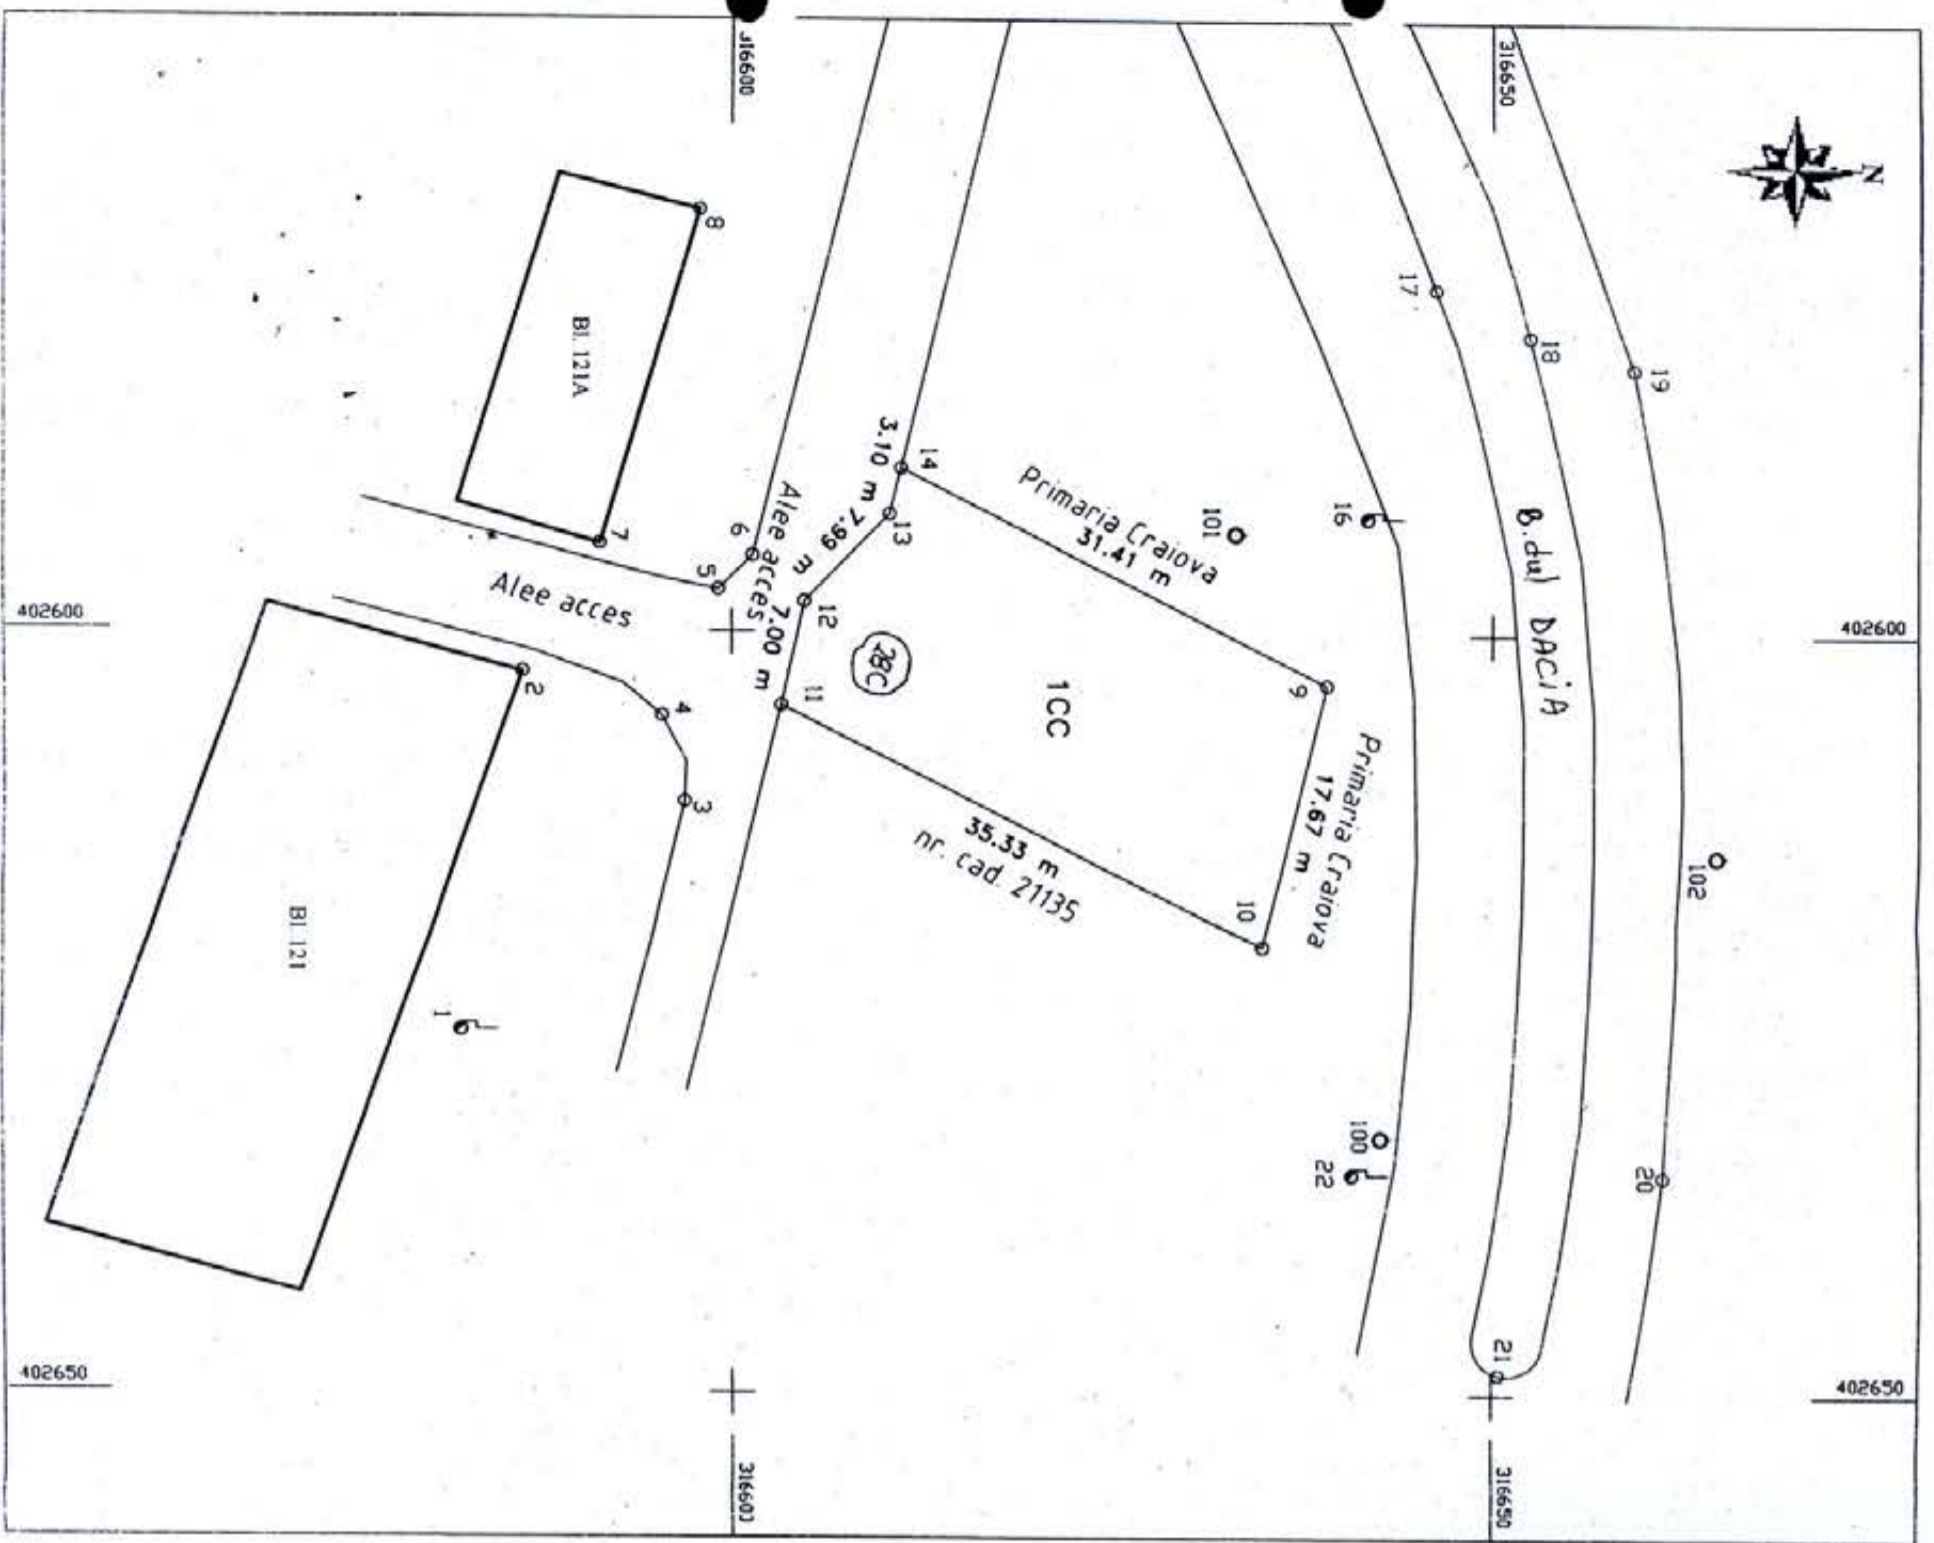 N
316650
316650
316600
316600
402600
402600
402650
402650
B.dul DACiA
19
18
17
16
102
20
21
100
22
101
Primaria Craiova
31.41 m
Primaria Craiova
17.67 m
9
10
1CC
28C
35.33 m
nr. cad. 21135
14
3.10 m
13
7.99 m
12
7.00 m
11
Alee acces
6
5
Alee acces
8
7
Bl. 121A
2
4
3
Bl. 121
1